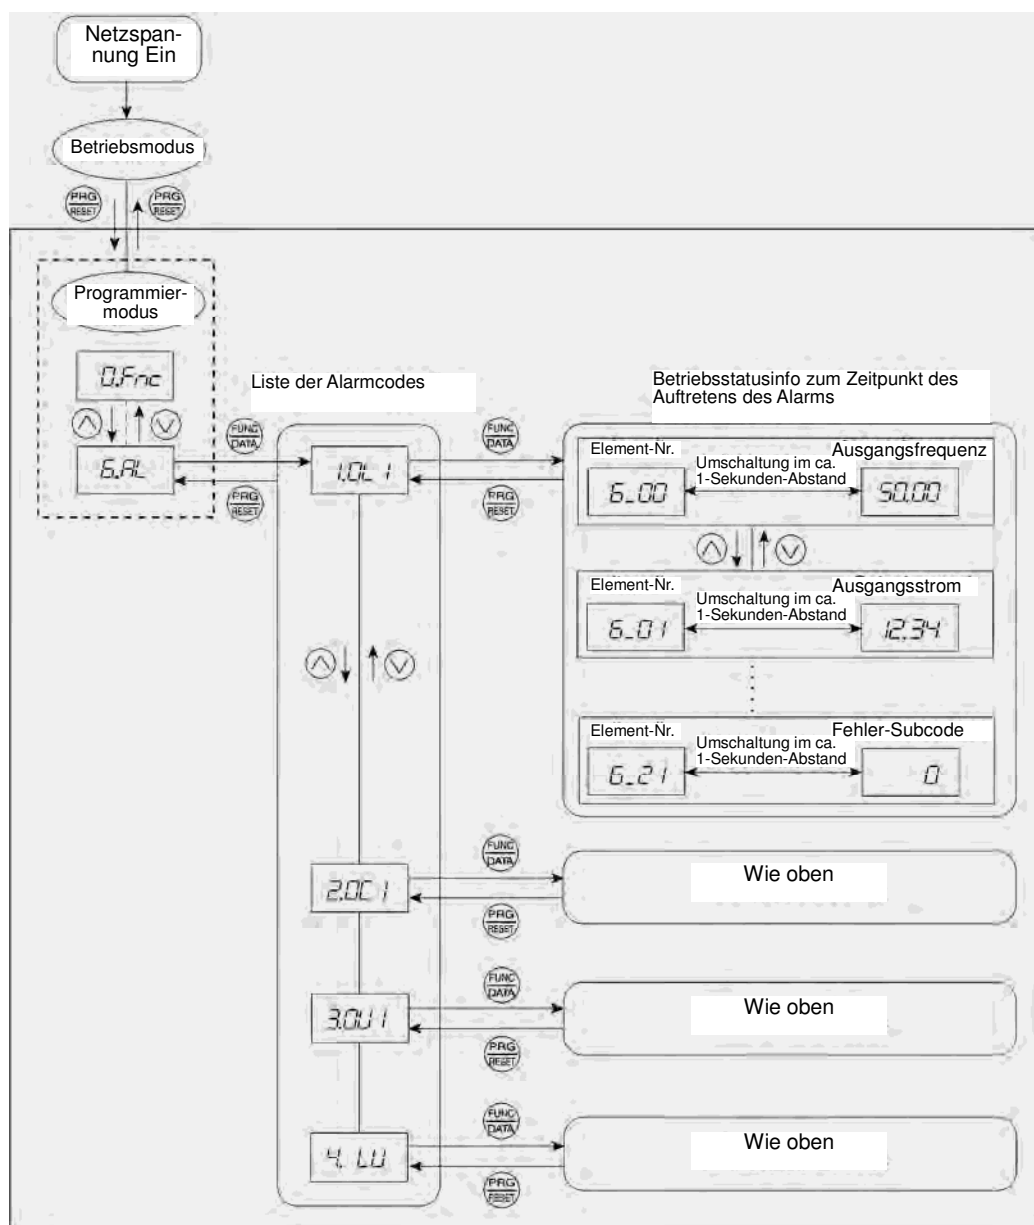 Netzspan-
nung Ein
Betriebsmodus
PRG
RESET
PRG
RESET
Programmier-
modus
0.Fnc
6.AL
FUNC
DATA
PRG
RESET
Liste der Alarmcodes
1.OL1
FUNC
DATA
PRG
RESET
Betriebsstatusinfo zum Zeitpunkt des
Auftretens des Alarms
Element-Nr.
Umschaltung im ca.
1-Sekunden-Abstand
Ausgangsfrequenz
6_00
50.00
Element-Nr.
Umschaltung im ca.
1-Sekunden-Abstand
Ausgangsstrom
6_01
12.34
Element-Nr.
Umschaltung im ca.
1-Sekunden-Abstand
Fehler-Subcode
6_21
0
2.OC1
FUNC
DATA
PRG
RESET
Wie oben
3.OU1
FUNC
DATA
PRG
RESET
Wie oben
4. LU
FUNC
DATA
PRG
RESET
Wie oben